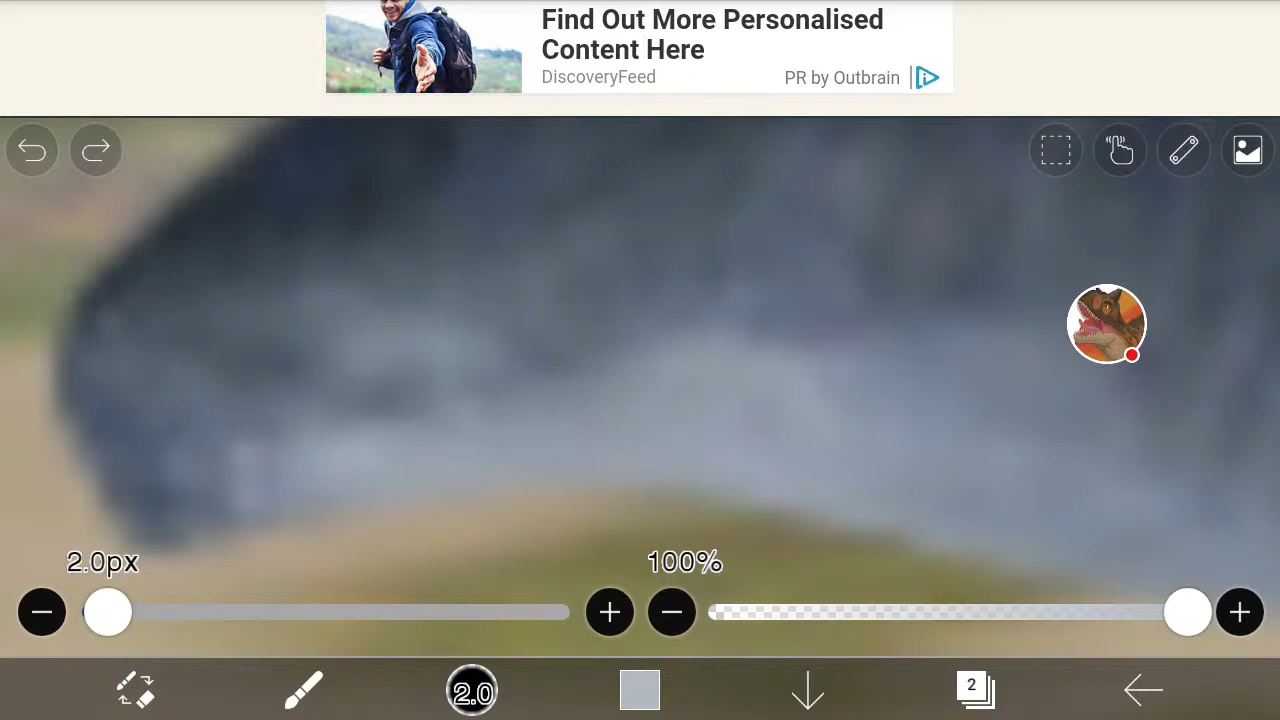 Find Out More Personalised
Content Here
DiscoveryFeed
PR by Outbrain
2.0px
100%
2.0
2